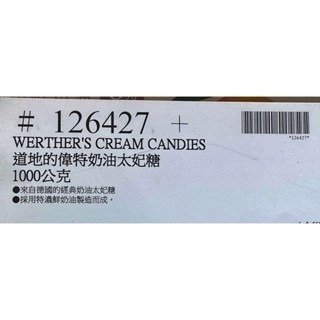 # 126427 +
*126427*
WERTHER'S CREAM CANDIES
道地的偉特奶油太妃糖
1000公克
●來自德國的經典奶油太妃糖
●採用特濃鮮奶油製造而成。